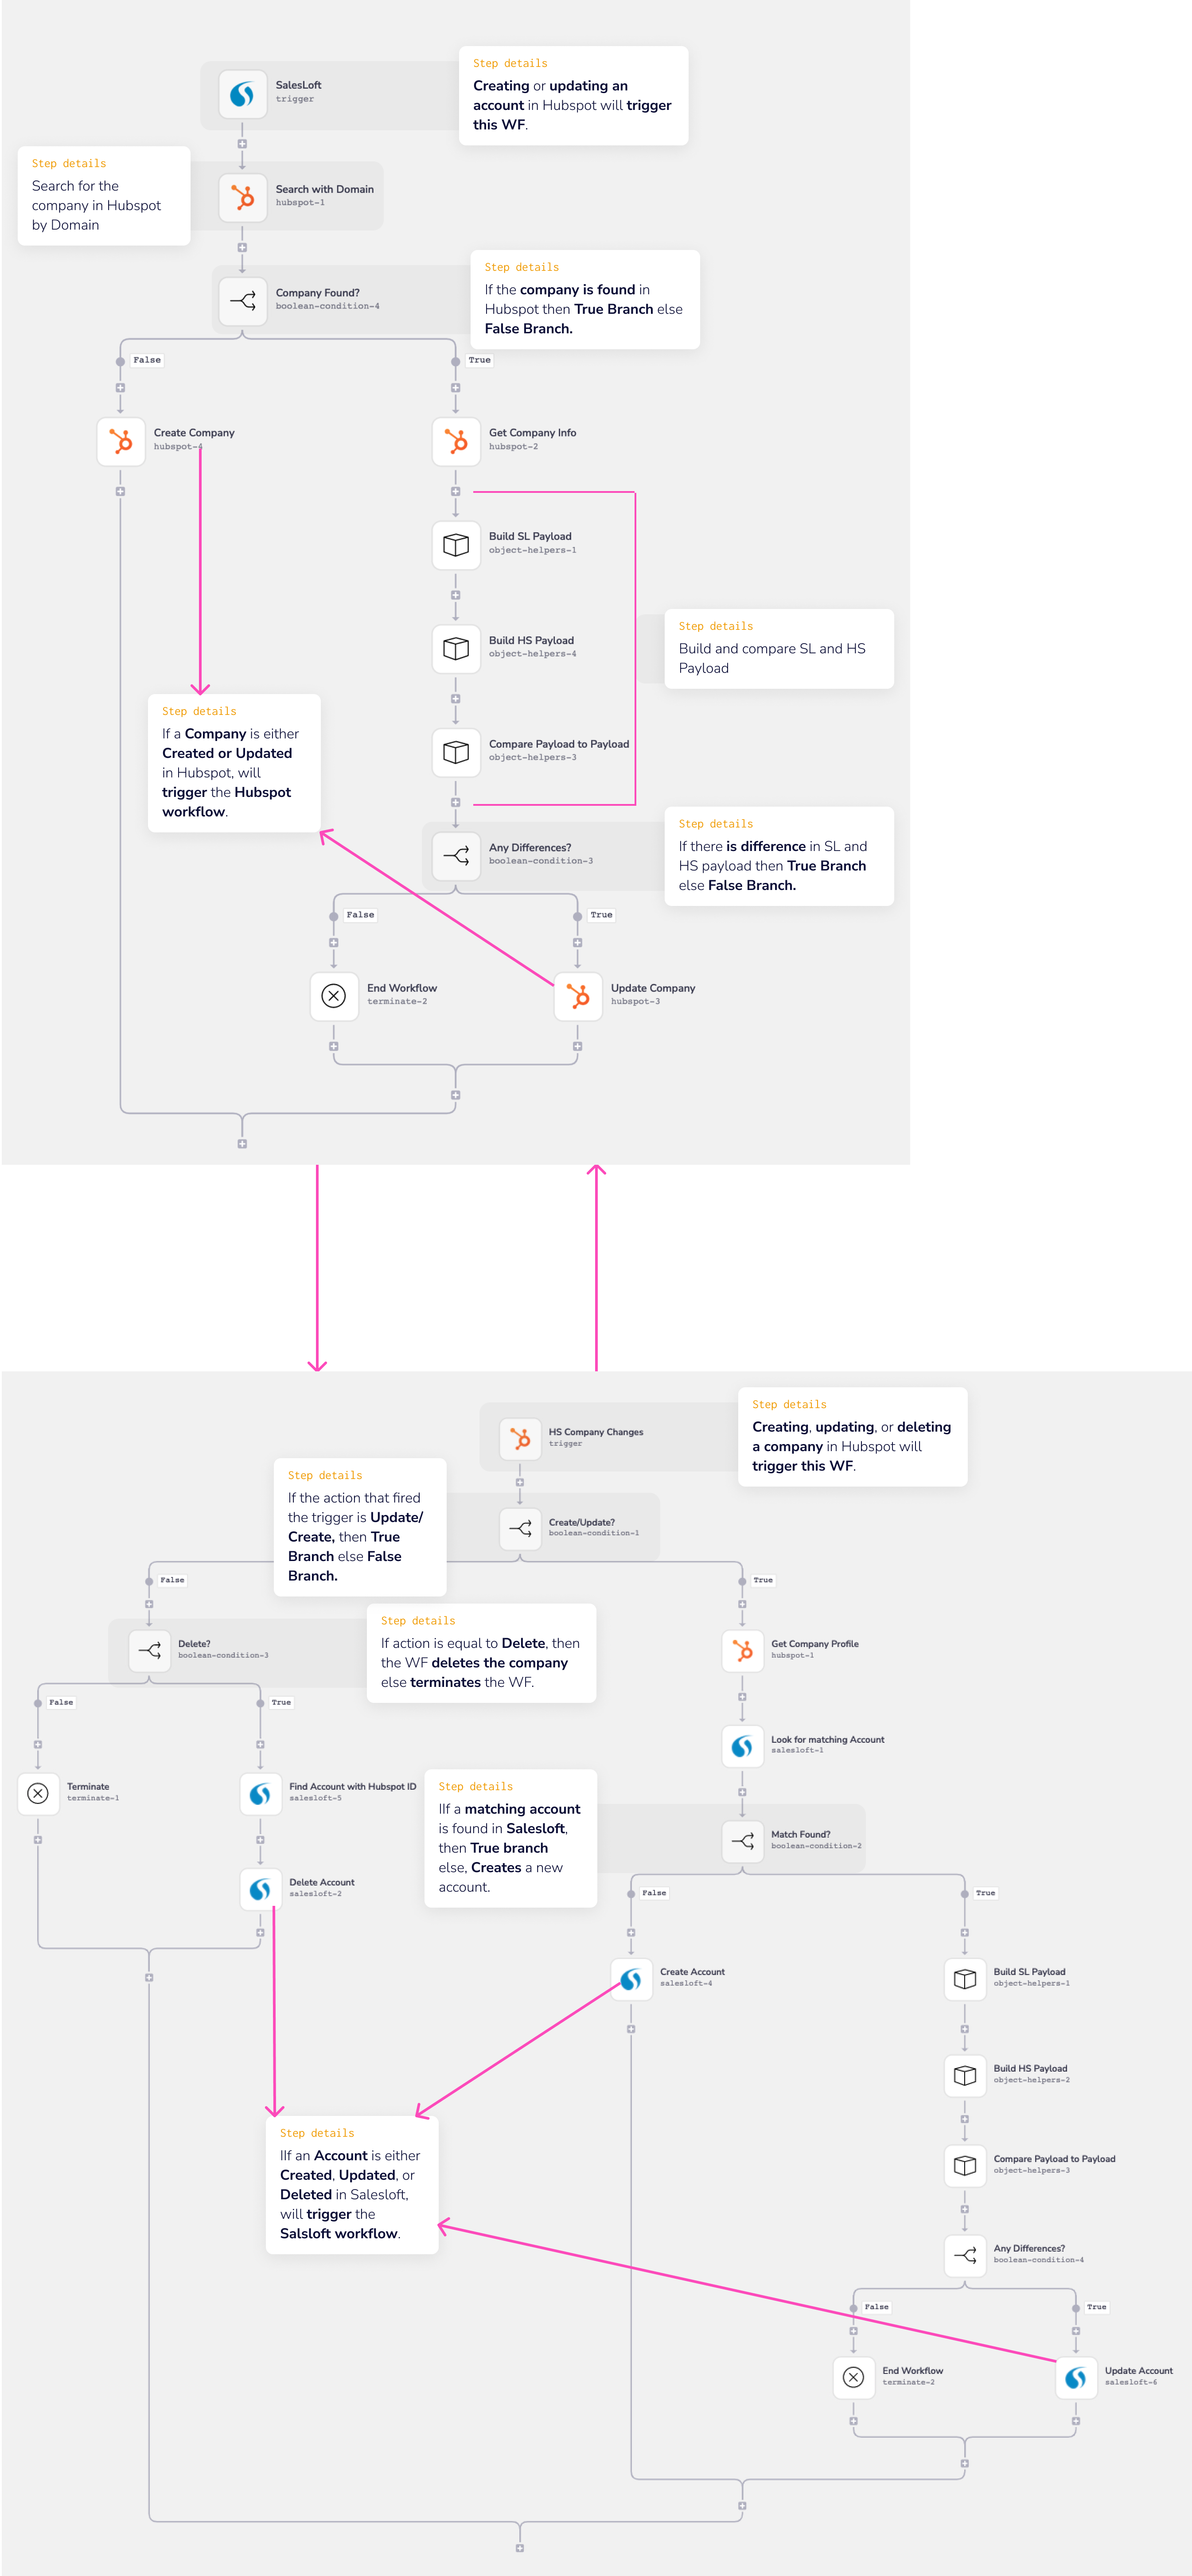 Step details
Creating or updating an
account in Hubspot will trigger
this WF.
SalesLoft
trigger
Step details
Search for the
company in Hubspot
by Domain
Search with Domain
hubspot-1
Step details
If the company is found in
Hubspot then True Branch else
False Branch.
Company Found?
boolean-condition-4
False
True
Create Company
hubspot-4
Get Company Info
hubspot-2
Build SL Payload
object-helpers-1
Build HS Payload
object-helpers-4
Step details
Build and compare SL and HS
Payload
Step details
If a Company is either
Created or Updated
in Hubspot, will
trigger the Hubspot
workflow.
Compare Payload to Payload
object-helpers-3
Step details
If there is difference in SL and
HS payload then True Branch
else False Branch.
Any Differences?
boolean-condition-3
False
True
End Workflow
terminate-2
Update Company
hubspot-3
Step details
Creating, updating, or deleting
a company in Hubspot will
trigger this WF.
HS Company Changes
trigger
Step details
If the action that fired
the trigger is Update/
Create, then True
Branch else False
Branch.
Create/Update?
boolean-condition-1
False
True
Step details
If action is equal to Delete, then
the WF deletes the company
else terminates the WF.
Delete?
boolean-condition-3
Get Company Profile
hubspot-1
False
True
Look for matching Account
salesloft-1
Terminate
terminate-1
Find Account with Hubspot ID
salesloft-5
Step details
IIf a matching account
is found in Salesloft,
then True branch
else, Creates a new
account.
Match Found?
boolean-condition-2
Delete Account
salesloft-2
False
True
Create Account
salesloft-4
Build SL Payload
object-helpers-1
Build HS Payload
object-helpers-2
Step details
IIf an Account is either
Created, Updated, or
Deleted in Salesloft,
will trigger the
Salsloft workflow.
Compare Payload to Payload
object-helpers-3
Any Differences?
boolean-condition-4
False
True
End Workflow
terminate-2
Update Account
salesloft-6